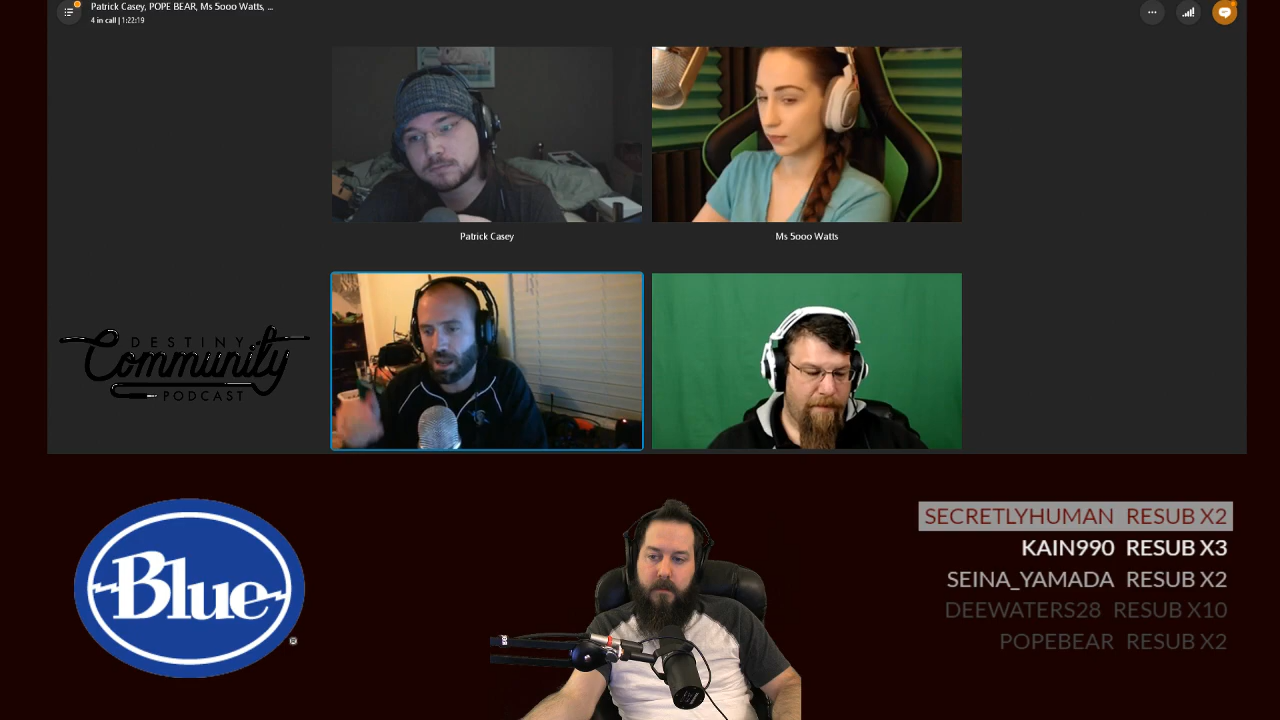 Patrick Casey, POPE BEAR, Ms 5ooo Watts, ...
4 in call | 1:22:19
Patrick Casey
Ms 5ooo Watts
DESTINY
Community
PODCAST
Blue
SECRETLYHUMAN RESUB X2
KAIN990 RESUB X3
SEINA_YAMADA RESUB X2
DEEWATERS28 RESUB X10
POPEBEAR RESUB X2